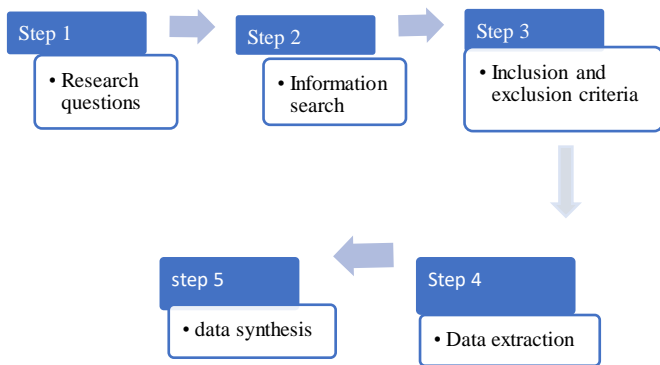 Step 1
• Research
questions
Step 2
• Information
search
Step 3
• Inclusion and
exclusion criteria
Step 4
• Data extraction
step 5
• data synthesis